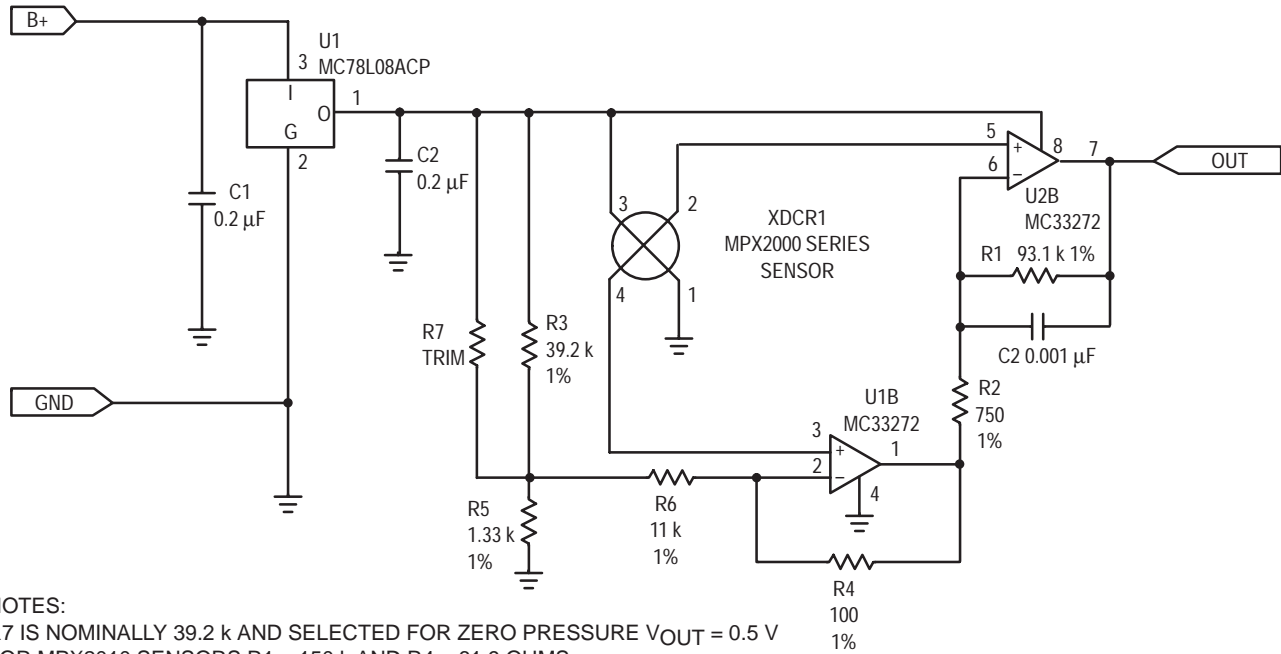 B+
U1
MC78L08ACP
3
I
O
G
1
2
C1
0.2 µF
C2
0.2 µF
GND
R7
TRIM
R3
39.2 k
1%
3
2
4
1
XDCR1
MPX2000 SERIES
SENSOR
5
6
+
−
8
7
OUT
U2B
MC33272
R1 93.1 k 1%
C2 0.001 µF
R2
750
1%
U1B
MC33272
3
2
+
−
1
4
R5
1.33 k
1%
R6
11 k
1%
R4
100
1%
NOTES:
7 IS NOMINALLY 39.2 k AND SELECTED FOR ZERO PRESSURE VOUT = 0.5 V